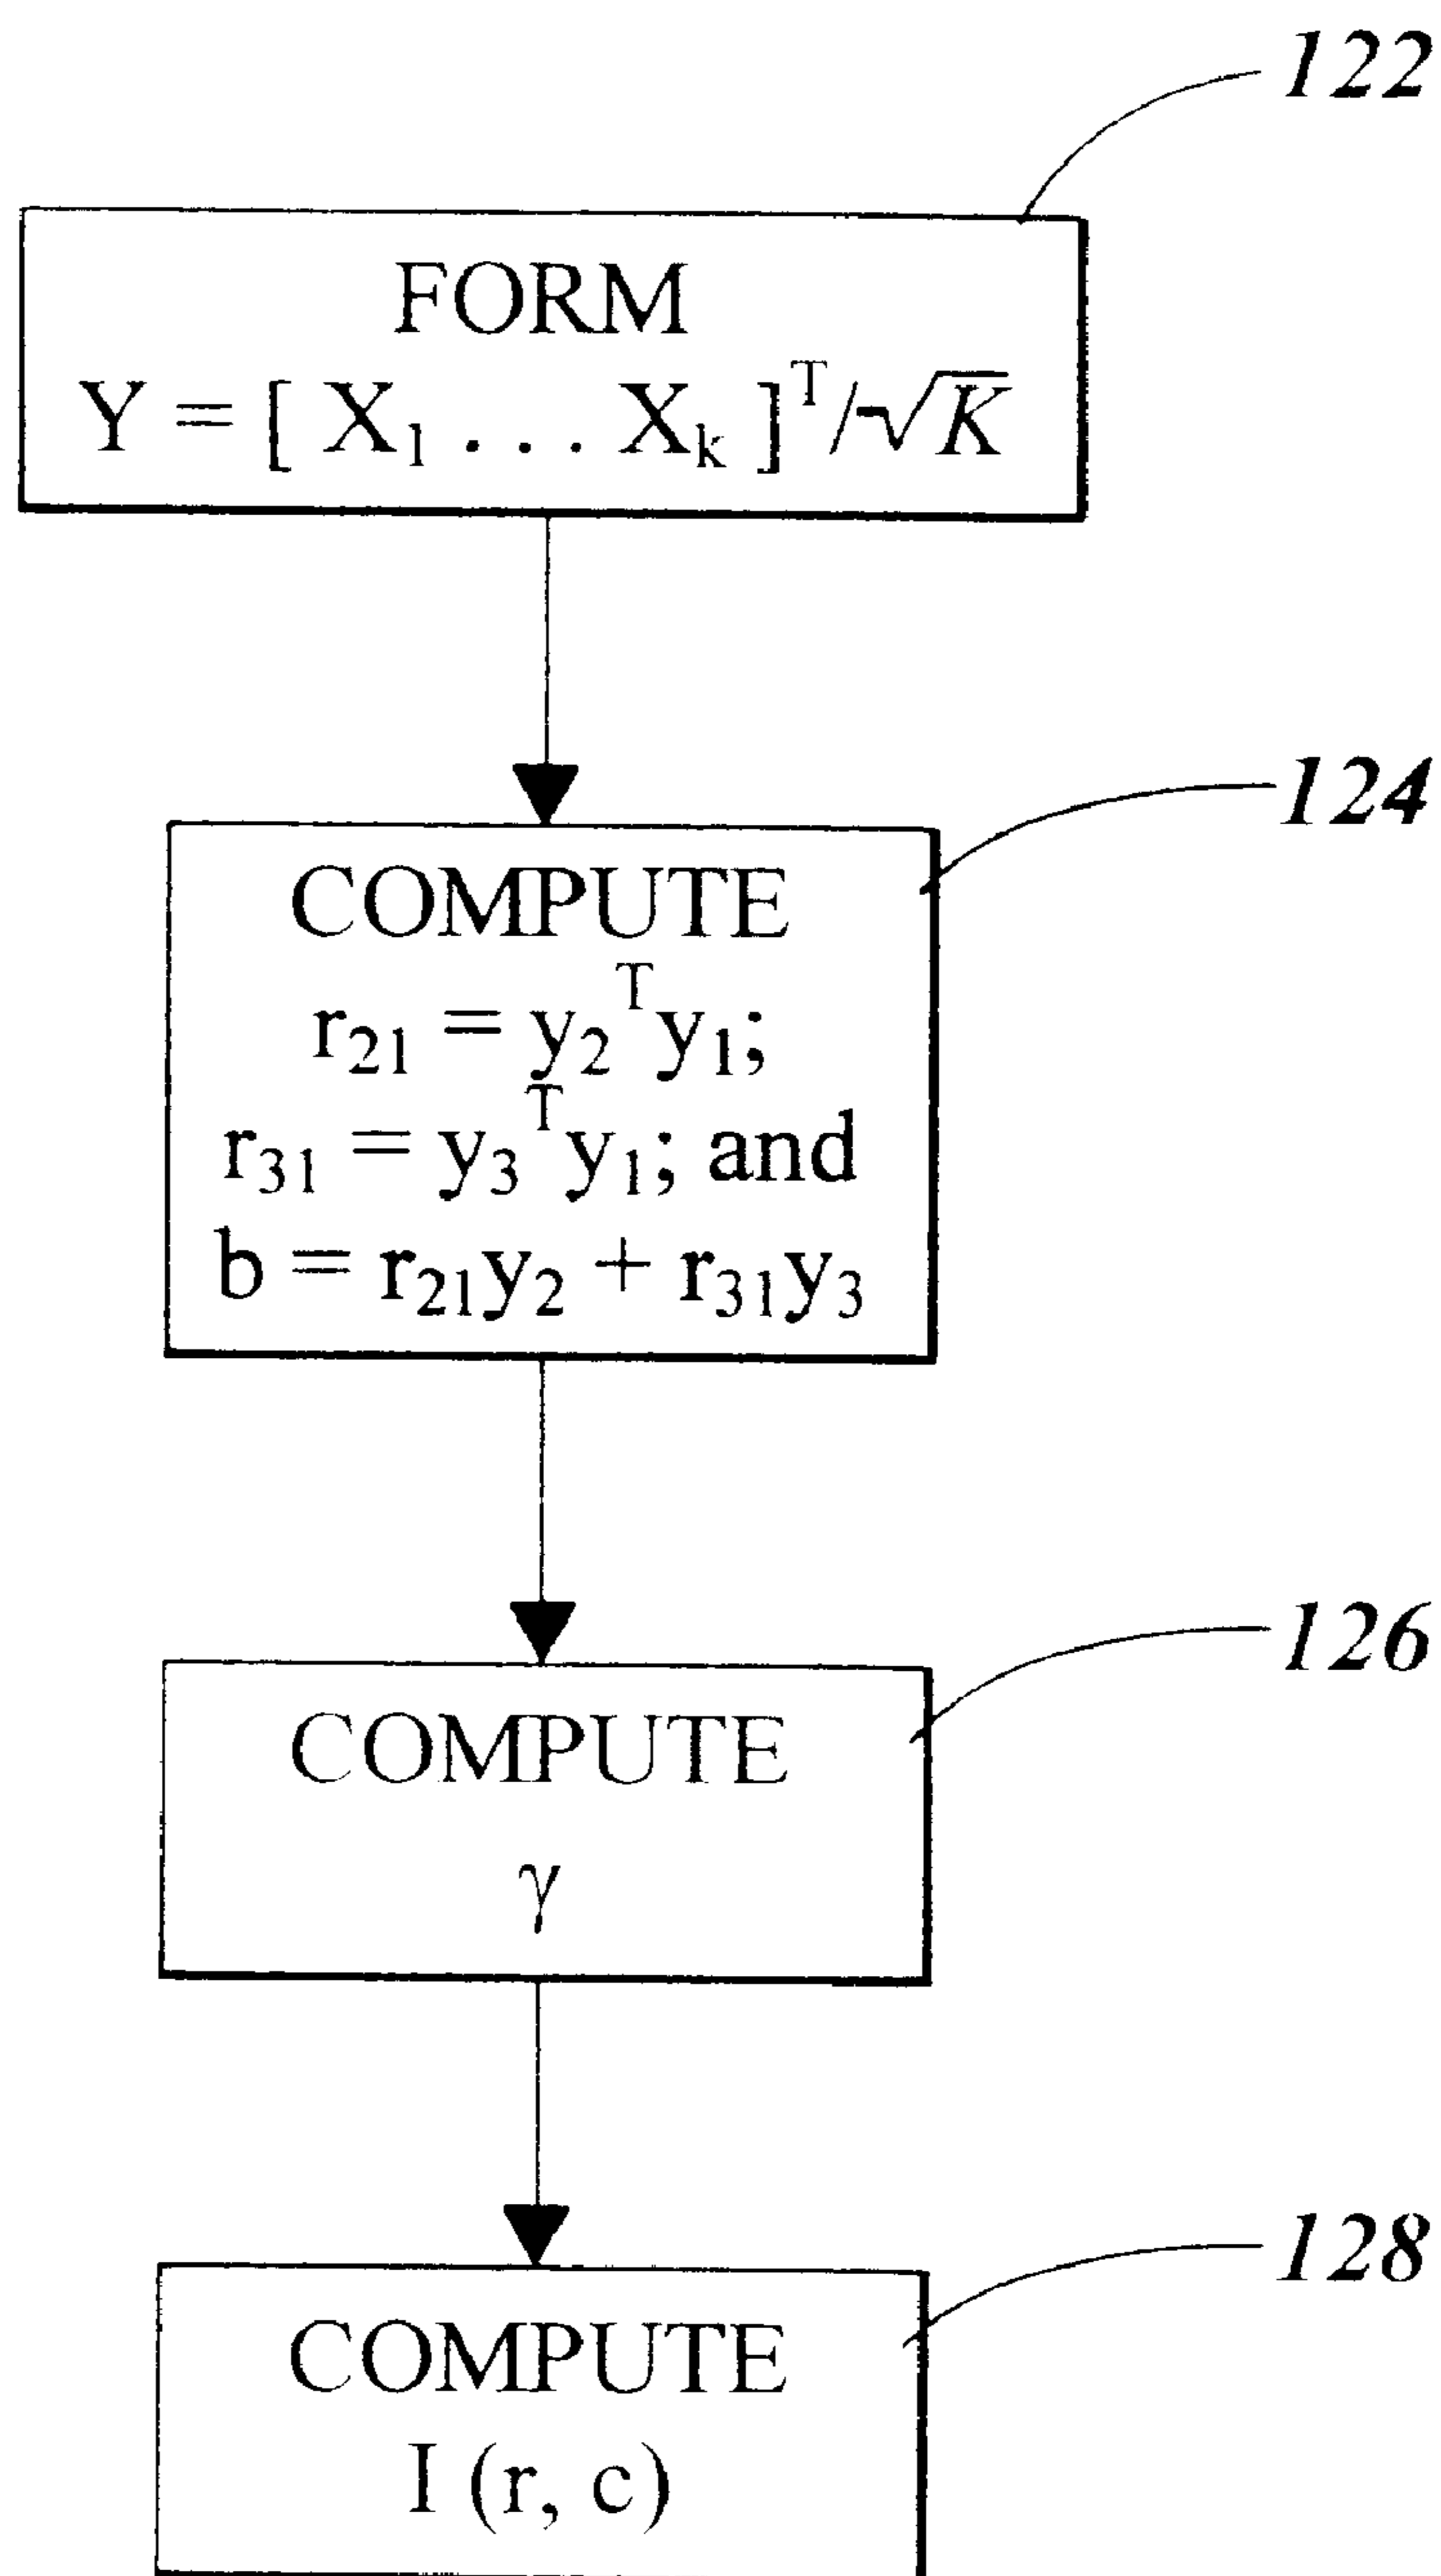 122
FORM
Y = [ X₁ . . . Xₖ ]ᵀ/√K
124
COMPUTE
r₂₁ = y₂ᵀy₁;
r₃₁ = y₃ᵀy₁; and
b = r₂₁y₂ + r₃₁y₃
126
COMPUTE
γ
128
COMPUTE
I (r, c)